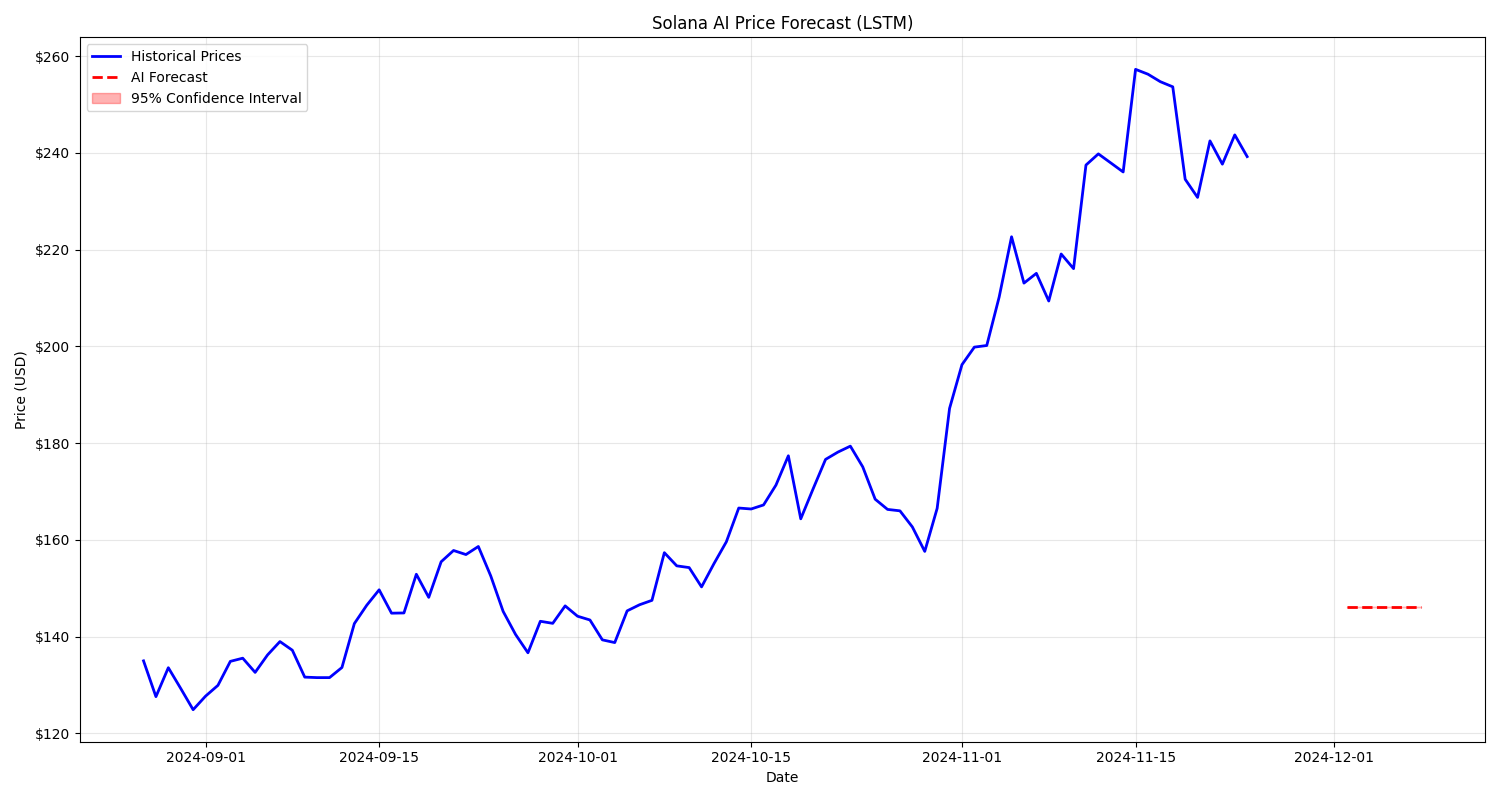 Solana AI Price Forecast (LSTM)
Historical Prices
AI Forecast
95% Confidence Interval
Price (USD)
$260
$240
$220
$200
$180
$160
$140
$120
2024-09-01
2024-09-15
2024-10-01
2024-10-15
2024-11-01
2024-11-15
2024-12-01
Date